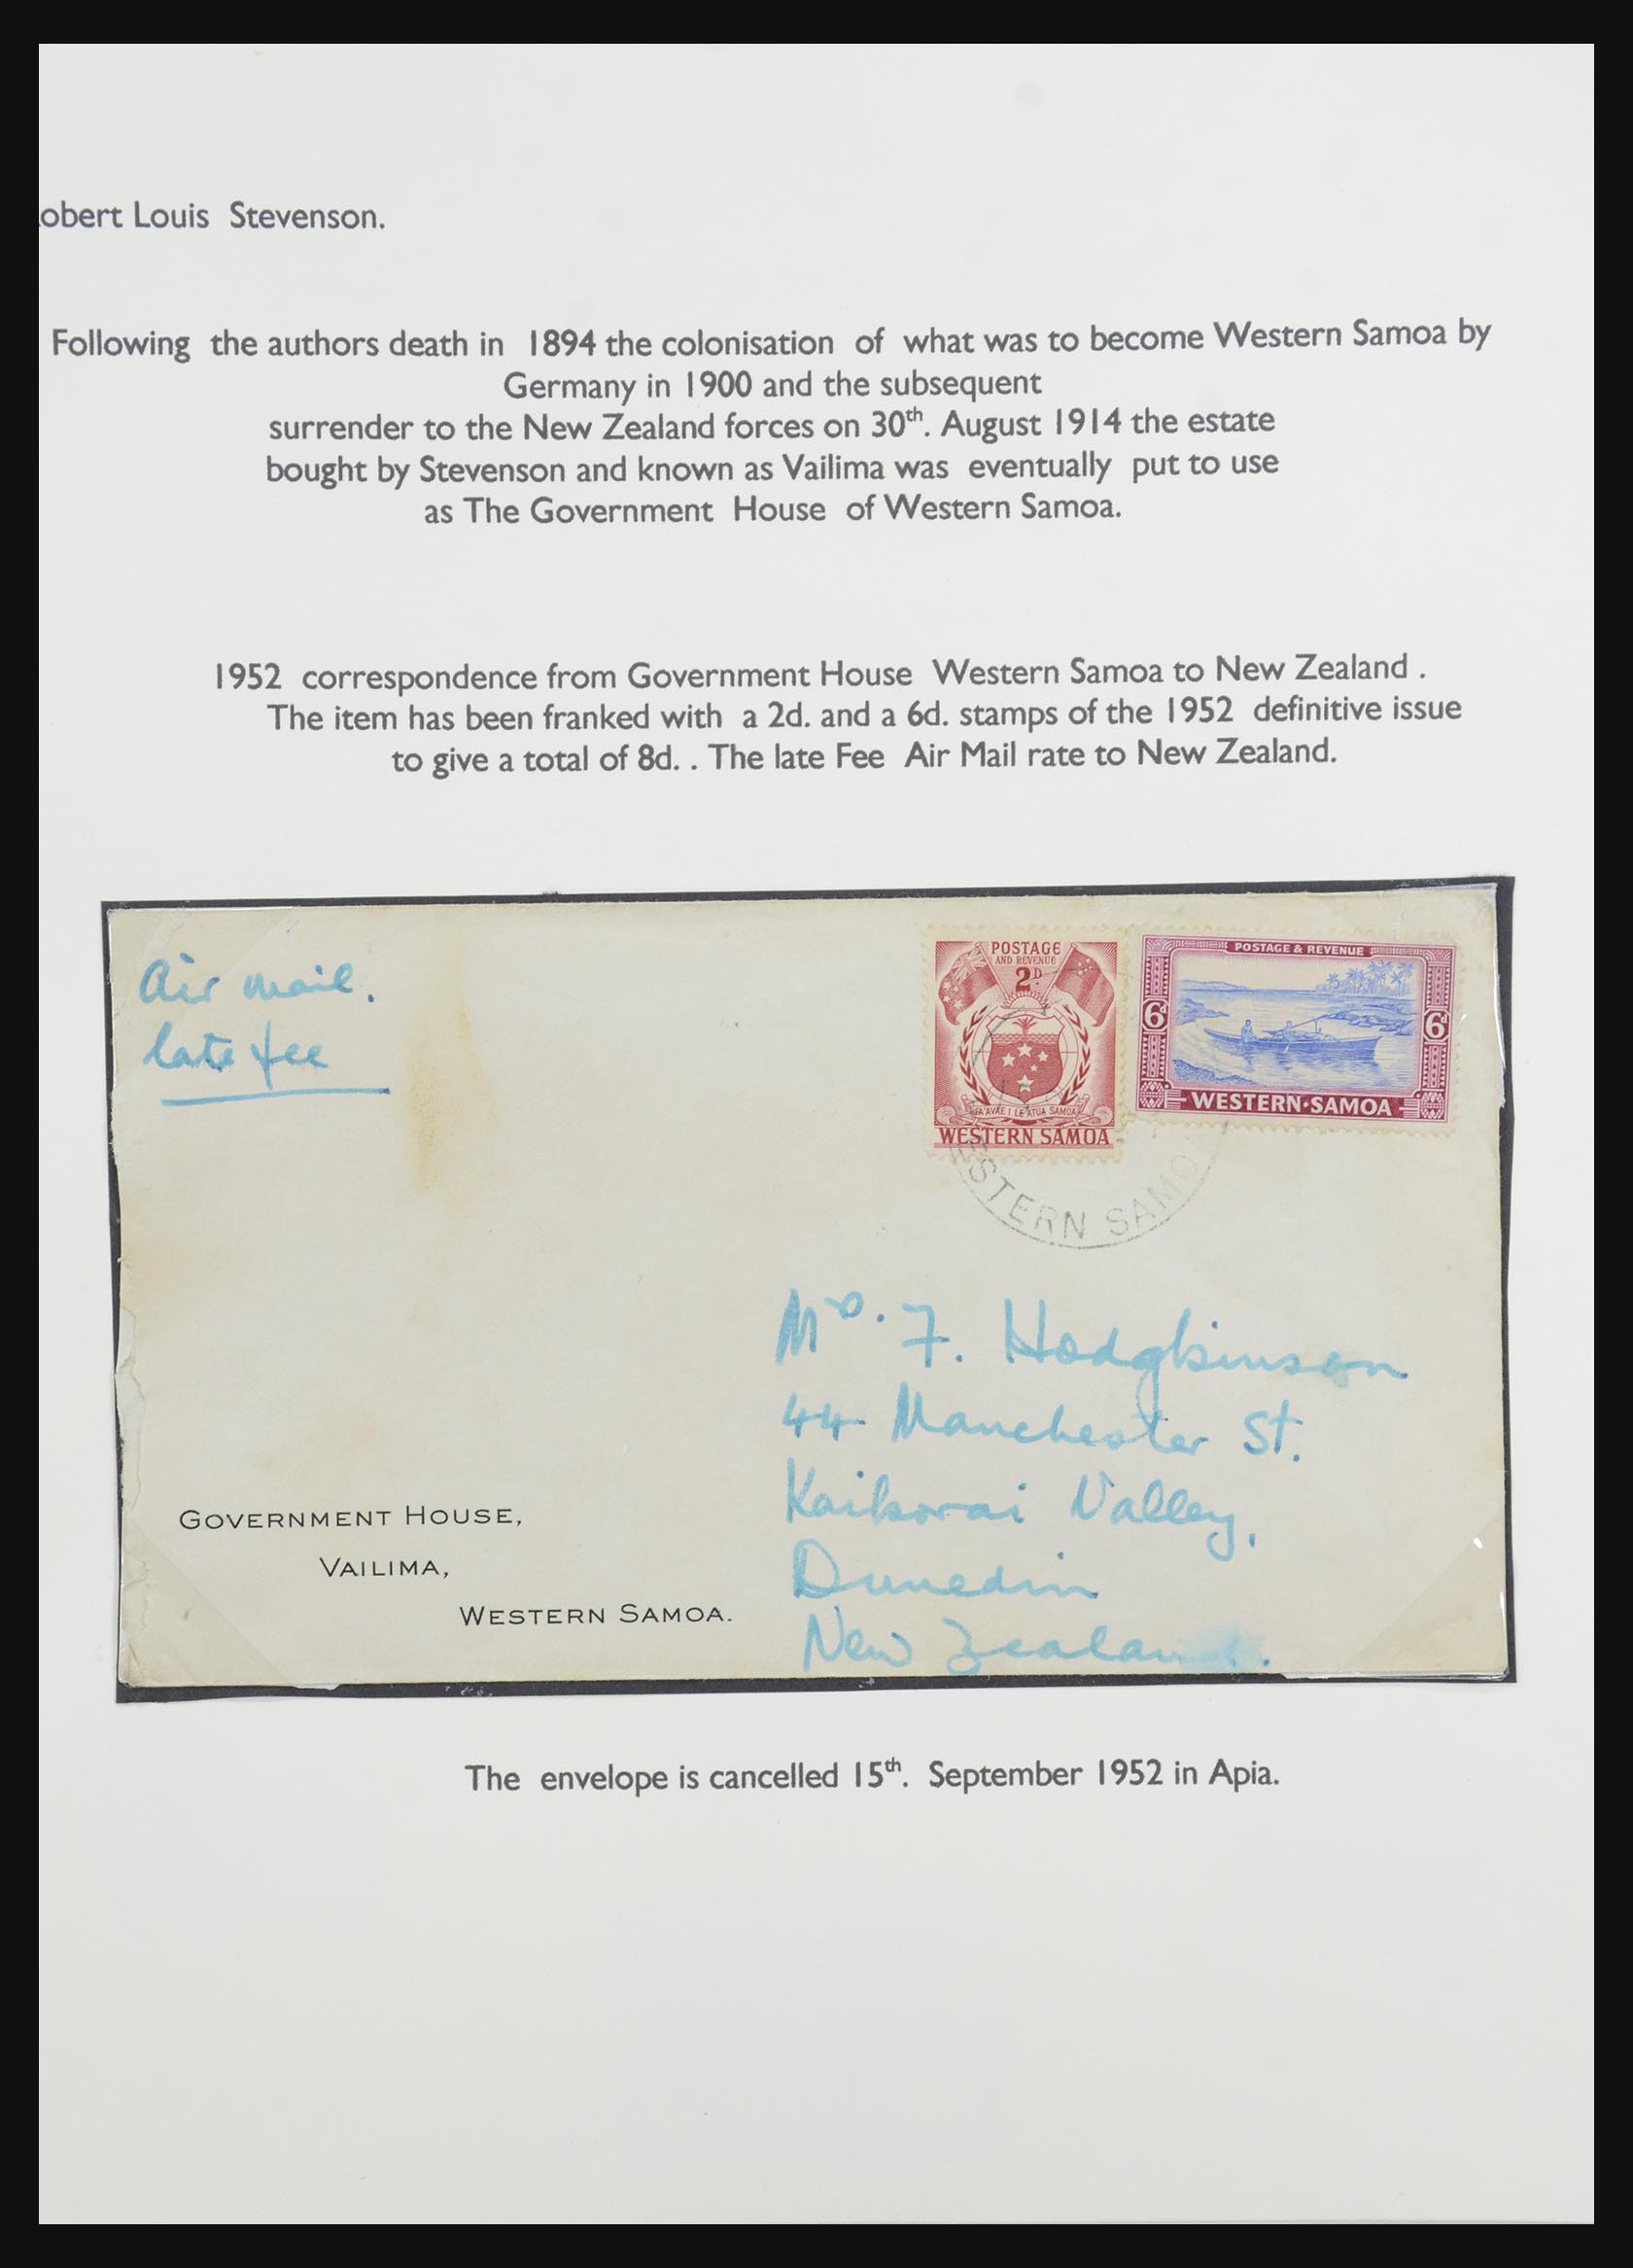 obert Louis Stevenson.
Following the authors death in 1894 the colonisation of what was to become Western Samoa by
Germany in 1900 and the subsequent
surrender to the New Zealand forces on 30th. August 1914 the estate
bought by Stevenson and known as Vailima was eventually put to use
as The Government House of Western Samoa.
1952 correspondence from Government House Western Samoa to New Zealand .
The item has been franked with a 2d. and a 6d. stamps of the 1952 definitive issue
to give a total of 8d. . The late Fee Air Mail rate to New Zealand.
Air mail.
late fee
POSTAGE
AND REVENUE
2D
FA'AVAE I LE ATUA SAMOA
WESTERN SAMOA
POSTAGE & REVENUE
6d 6d
WESTERN·SAMOA
ESTERN SAMO
Mrs. F. Hodgkinson
44 Manchester St.
Kaikorai Valley,
Dunedin
New Zealand.
GOVERNMENT HOUSE,
VAILIMA,
WESTERN SAMOA.
The envelope is cancelled 15th. September 1952 in Apia.